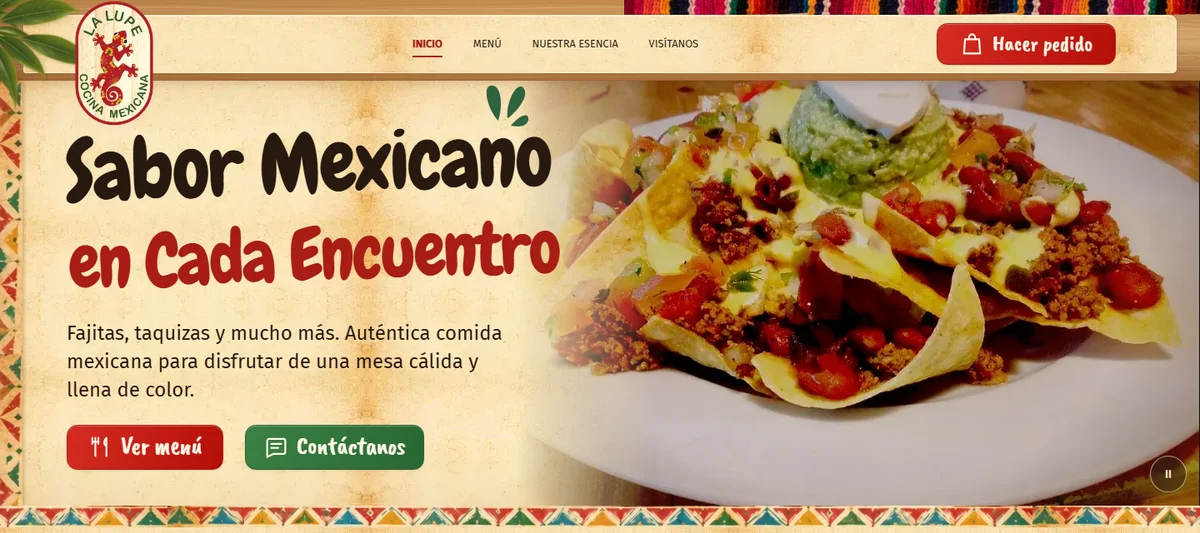 LA LUPE
COCINA MEXICANA
INICIO
MENÚ
NUESTRA ESENCIA
VISÍTANOS
Hacer pedido
Sabor Mexicano
en Cada Encuentro
Fajitas, taquizas y mucho más. Auténtica comida
mexicana para disfrutar de una mesa cálida y
llena de color.
Ver menú
Contáctanos